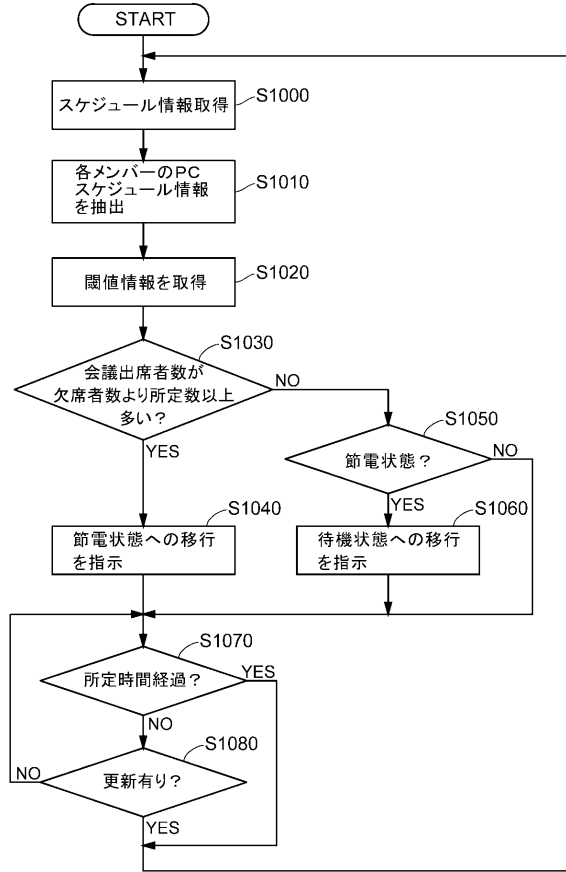 START
スケジュール情報取得
S1000
各メンバーのPC
スケジュール情報
を抽出
S1010
閾値情報を取得
S1020
S1030
会議出席者数が
欠席者数より所定数以上
多い？
NO
YES
S1050
節電状態？
NO
YES
S1040
節電状態への移行
を指示
S1060
待機状態への移行
を指示
S1070
所定時間経過？
YES
NO
S1080
更新有り？
NO
YES